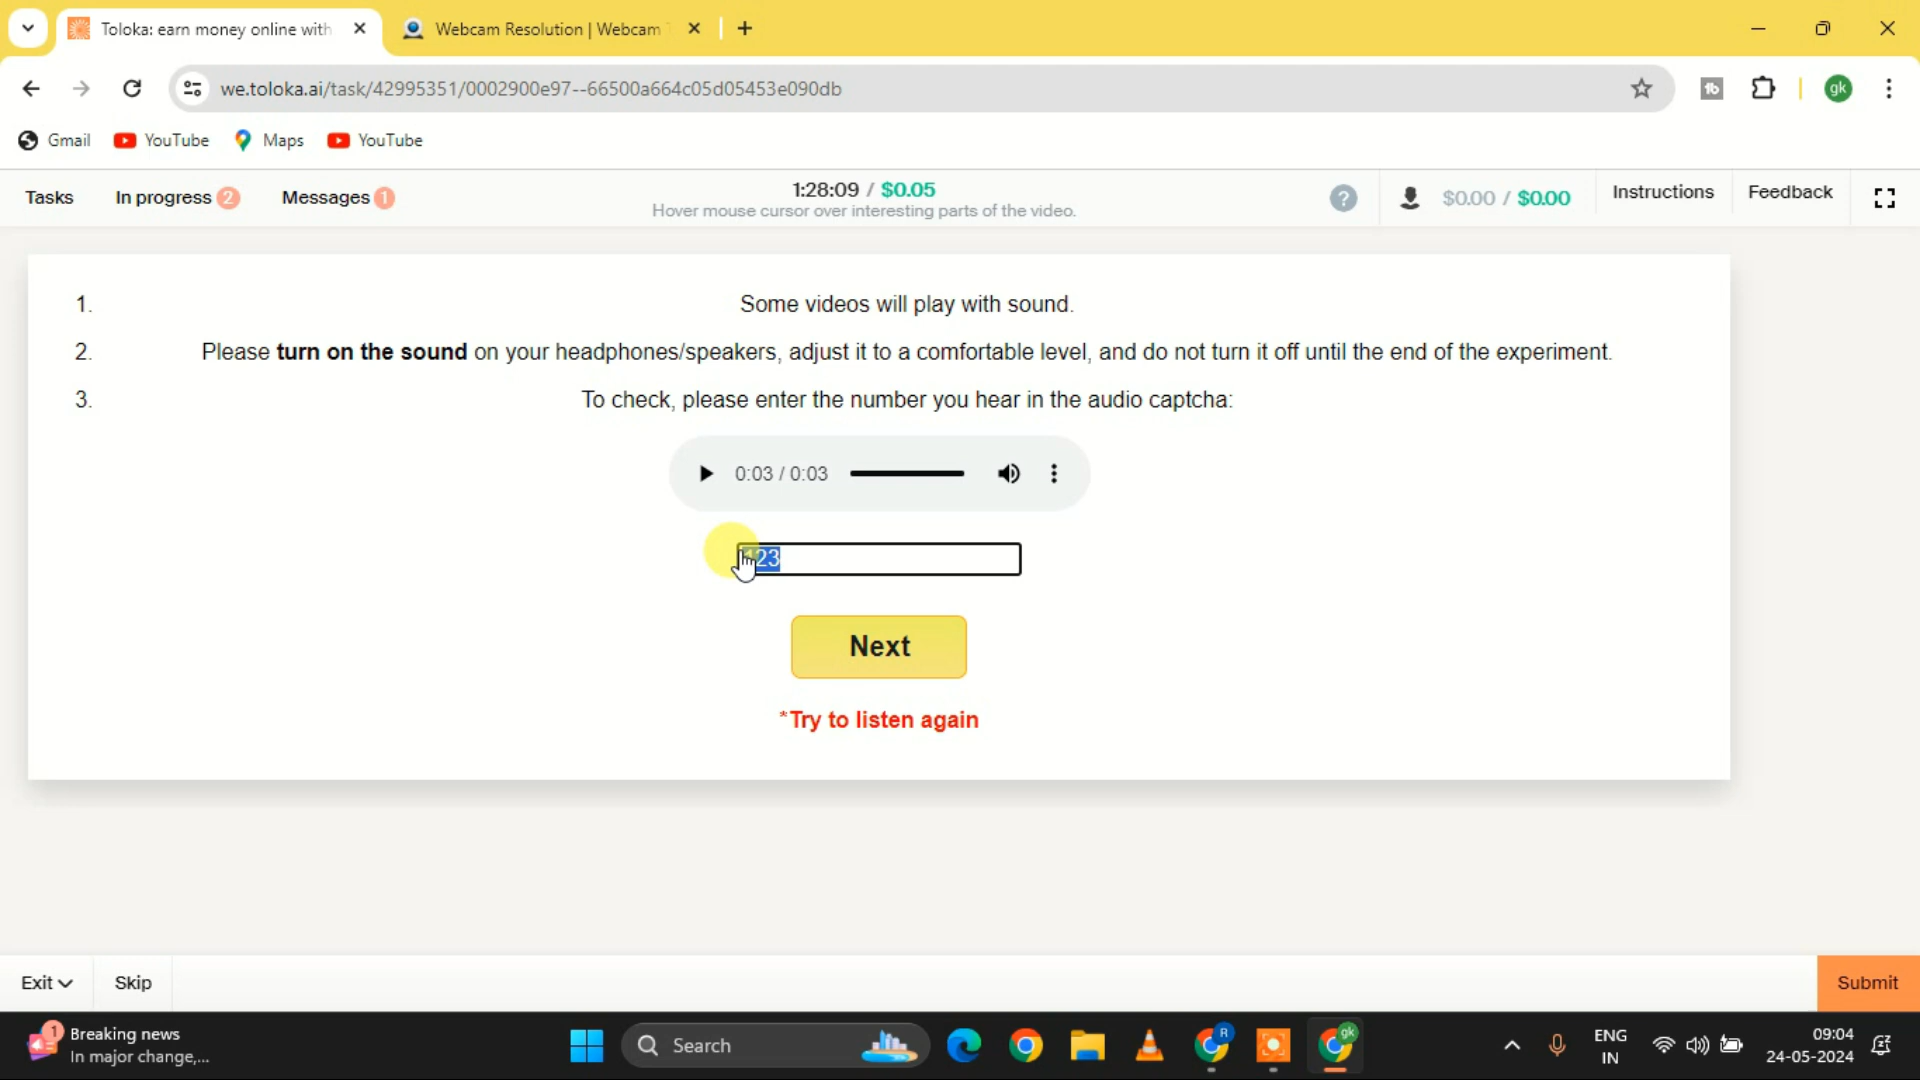 Toloka: earn money online with
Webcam Resolution | Webcam
we.toloka.ai/task/42995351/0002900e97--66500a664c05d05453e090db
gk
Gmail
YouTube
Maps
YouTube
Tasks
In progress 2
Messages 1
1:28:09 / $0.05
Hover mouse cursor over interesting parts of the video.
?
$0.00 / $0.00
Instructions
Feedback
1. Some videos will play with sound.
2. Please turn on the sound on your headphones/speakers, adjust it to a comfortable level, and do not turn it off until the end of the experiment.
3. To check, please enter the number you hear in the audio captcha:
0:03 / 0:03
Next
*Try to listen again
Exit
Skip
Submit
1
Breaking news
In major change,...
Search
R
gk
ENG
IN
09:04
24-05-2024